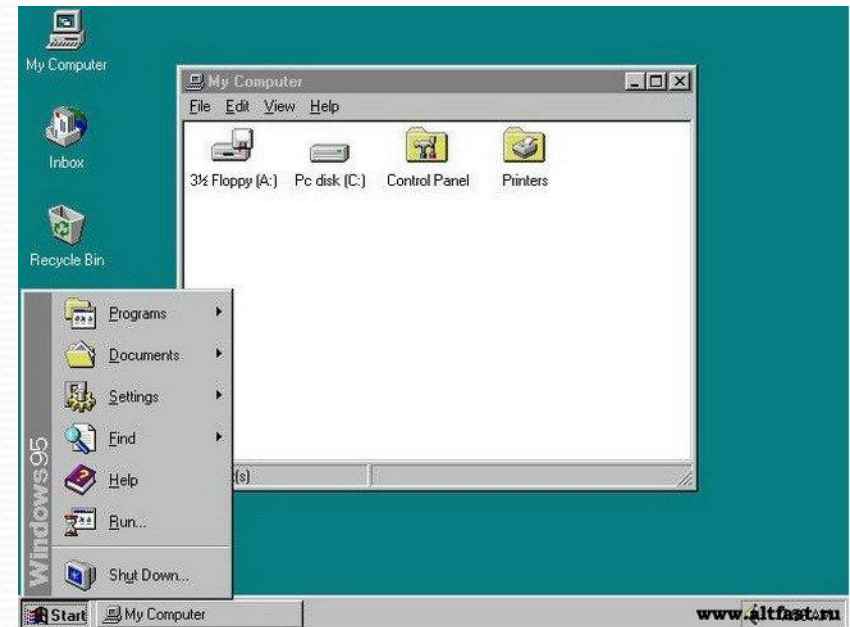 My Computer
Inbox
Recycle Bin
My Computer
File Edit View Help
3½ Floppy (A:) Pc disk (C:) Control Panel Printers
(s)
Windows95
Programs
Documents
Settings
Find
Help
Run...
Shut Down...
Start My Computer
www.altfast.ru